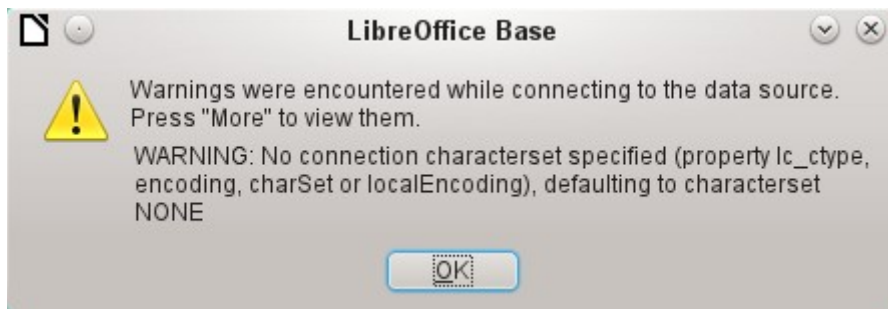 LibreOffice Base
Warnings were encountered while connecting to the data source.
Press "More" to view them.
WARNING: No connection characterset specified (property lc_ctype,
encoding, charSet or localEncoding), defaulting to characterset
NONE
OK